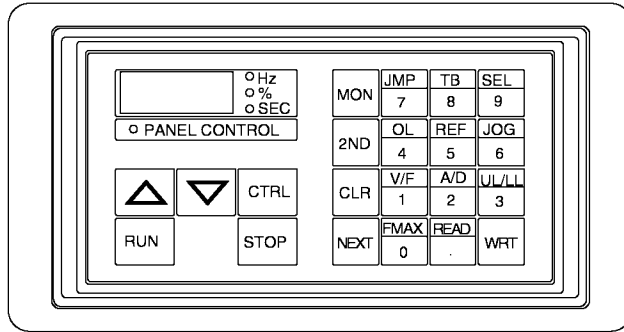 Hz
%
SEC
PANEL CONTROL
CTRL
RUN
STOP
MON
JMP
7
TB
8
SEL
9
2ND
OL
4
REF
5
JOG
6
CLR
V/F
1
A/D
2
UL/LL
3
NEXT
FMAX
0
READ
.
WRT